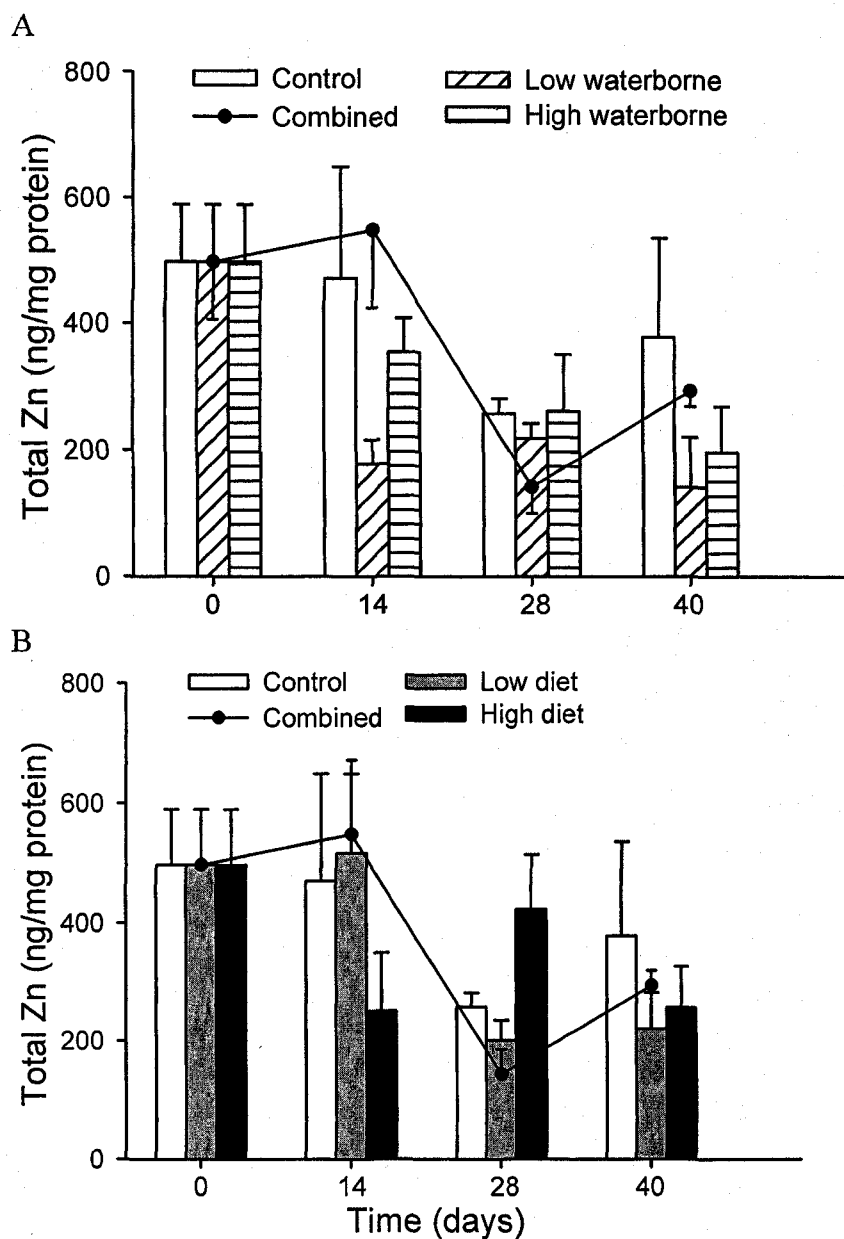 A
800
Control
Low waterborne
Combined
High waterborne
600
400
200
0
Total Zn (ng/mg protein)
0 14 28 40
B
800
Control
Low diet
Combined
High diet
600
400
200
0
Total Zn (ng/mg protein)
0 14 28 40
Time (days)